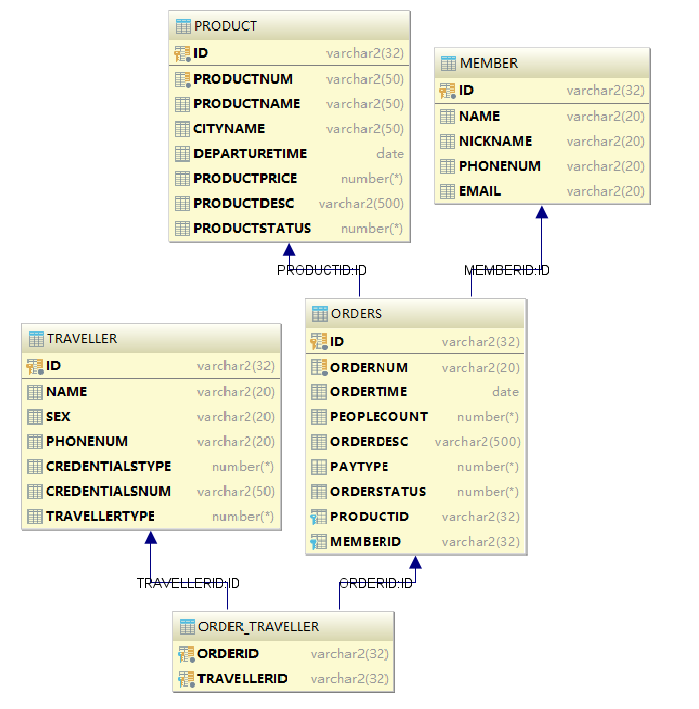 PRODUCT
ID varchar2(32)
PRODUCTNUM varchar2(50)
PRODUCTNAME varchar2(50)
CITYNAME varchar2(50)
DEPARTURETIME date
PRODUCTPRICE number(*)
PRODUCTDESC varchar2(500)
PRODUCTSTATUS number(*)
MEMBER
ID varchar2(32)
NAME varchar2(20)
NICKNAME varchar2(20)
PHONENUM varchar2(20)
EMAIL varchar2(20)
PRODUCTID:ID
MEMBERID:ID
TRAVELLER
ID varchar2(32)
NAME varchar2(20)
SEX varchar2(20)
PHONENUM varchar2(20)
CREDENTIALSTYPE number(*)
CREDENTIALSNUM varchar2(50)
TRAVELLERTYPE number(*)
ORDERS
ID varchar2(32)
ORDERNUM varchar2(20)
ORDERTIME date
PEOPLECOUNT number(*)
ORDERDESC varchar2(500)
PAYTYPE number(*)
ORDERSTATUS number(*)
PRODUCTID varchar2(32)
MEMBERID varchar2(32)
TRAVELLERID:ID
ORDERID:ID
ORDER_TRAVELLER
ORDERID varchar2(32)
TRAVELLERID varchar2(32)